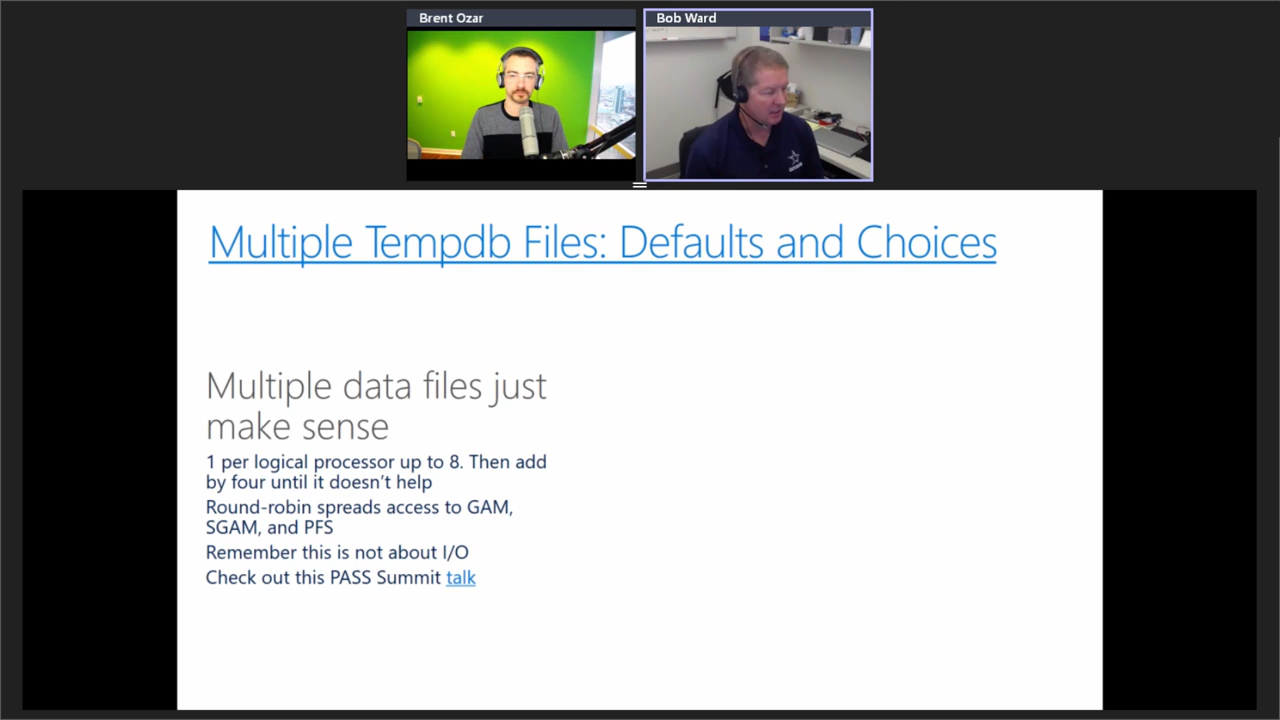 Brent Ozar
Bob Ward
Multiple Tempdb Files: Defaults and Choices
Multiple data files just
make sense
1 per logical processor up to 8. Then add
by four until it doesn’t help
Round-robin spreads access to GAM,
SGAM, and PFS
Remember this is not about I/O
Check out this PASS Summit talk